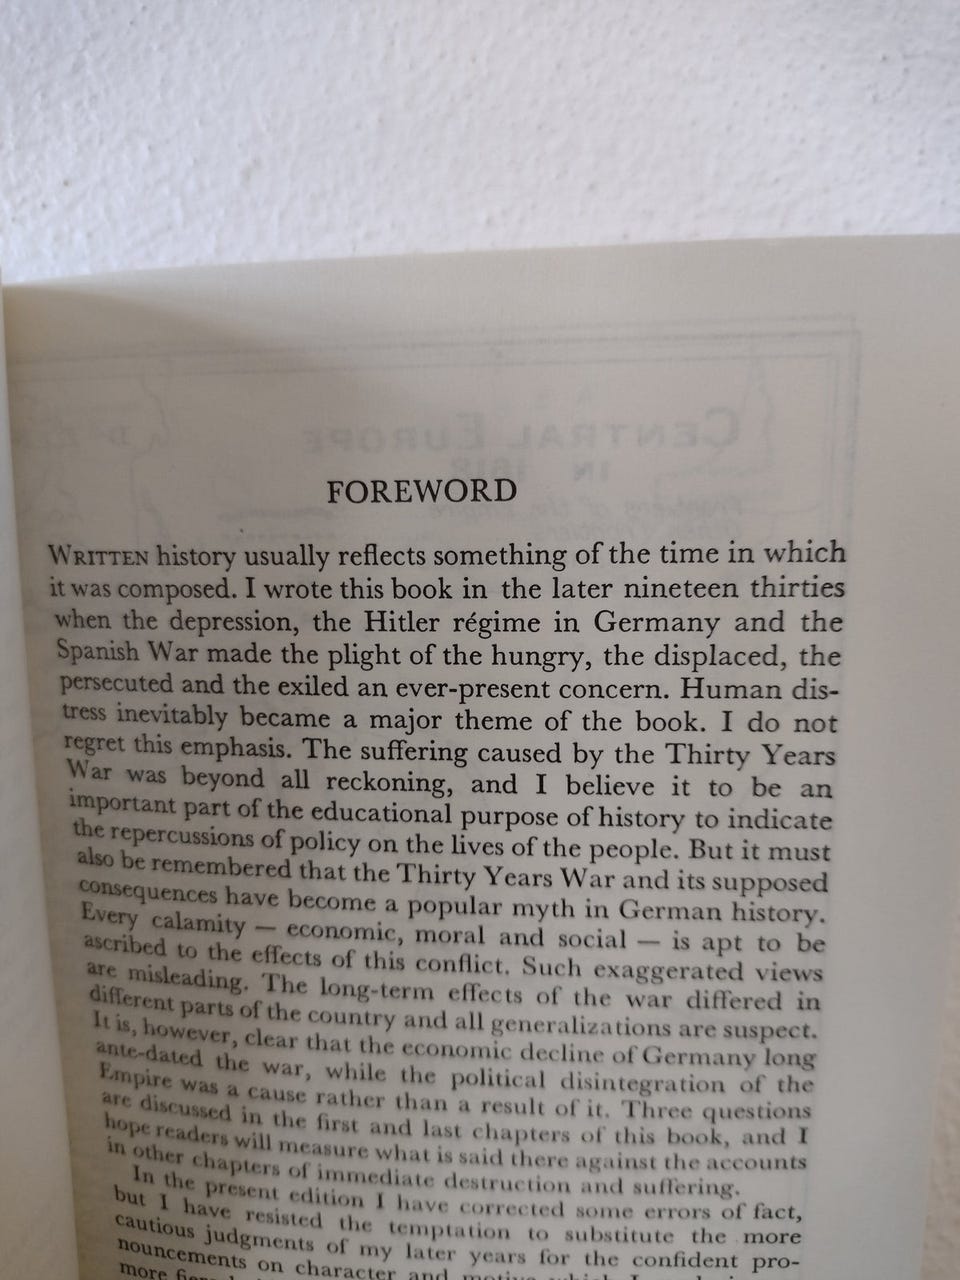 CENTRAL EUROPE
IN 1618
FOREWORD
WRITTEN history usually reflects something of the time in which
it was composed. I wrote this book in the later nineteen thirties
when the depression, the Hitler régime in Germany and the
Spanish War made the plight of the hungry, the displaced, the
persecuted and the exiled an ever-present concern. Human dis-
tress inevitably became a major theme of the book. I do not
regret this emphasis. The suffering caused by the Thirty Years
War was beyond all reckoning, and I believe it to be an
important part of the educational purpose of history to indicate
the repercussions of policy on the lives of the people. But it must
also be remembered that the Thirty Years War and its supposed
consequences have become a popular myth in German history.
Every calamity — economic, moral and social — is apt to be
ascribed to the effects of this conflict. Such exaggerated views
are misleading. The long-term effects of the war differed in
different parts of the country and all generalizations are suspect.
It is, however, clear that the economic decline of Germany long
ante-dated the war, while the political disintegration of the
Empire was a cause rather than a result of it. Three questions
are discussed in the first and last chapters of this book, and I
hope readers will measure what is said there against the accounts
in other chapters of immediate destruction and suffering.
In the present edition I have corrected some errors of fact,
but I have resisted the temptation to substitute the more
cautious judgments of my later years for the confident pro-
nouncements on character and motive which I
more